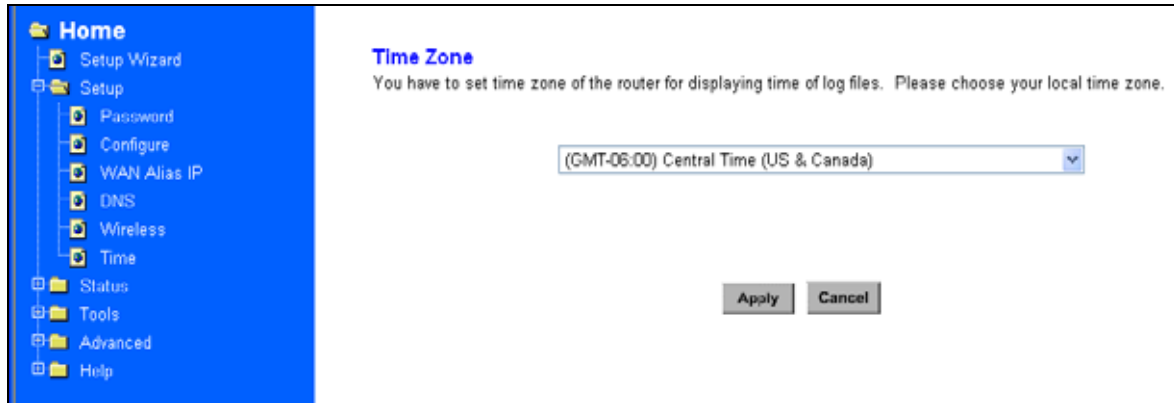 Home
Setup Wizard
Setup
Password
Configure
WAN Alias IP
DNS
Wireless
Time
Status
Tools
Advanced
Help
Time Zone
You have to set time zone of the router for displaying time of log files. Please choose your local time zone.
(GMT-06:00) Central Time (US & Canada)
Apply
Cancel